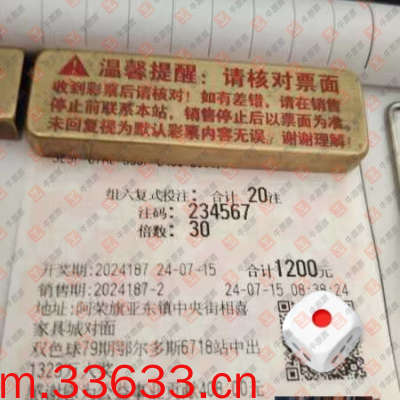 温馨提醒：请核对票面
收到彩票后请核对！如有差错，请在销售
停止前联系本站，销售停止后以票面为准。
未回复视为默认彩票内容无误，谢谢理解！
组六复式投注： 合计 20注
注码： 234567
倍数： 30
开奖期：2024187 24-07-15 合计1200元
销售期：2024187-2 24-07-15 08:38:24
地址：阿荣旗亚东镇中央街相喜
家具城对面
双色球79期鄂尔多斯6718站中出
m.33633.cn